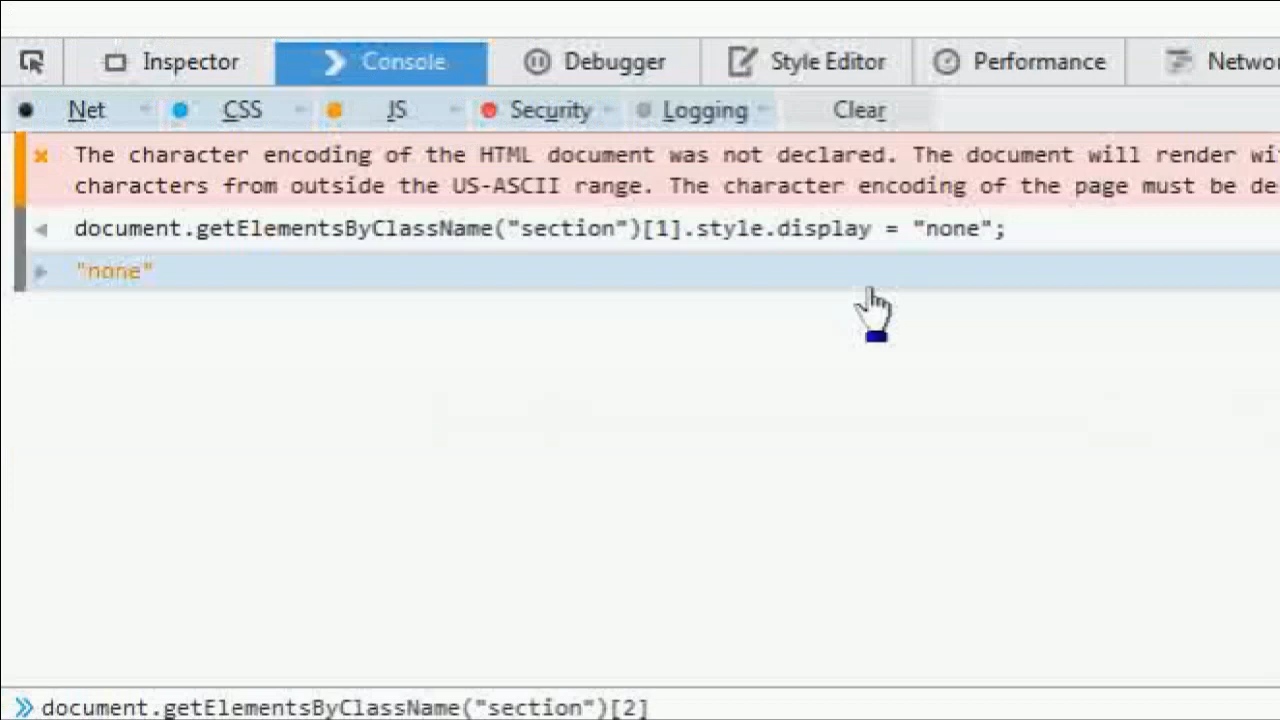 Inspector Console Debugger Style Editor Performance Netwo
Net CSS JS Security Logging Clear
The character encoding of the HTML document was not declared. The document will render wi
characters from outside the US-ASCII range. The character encoding of the page must be de
document.getElementsByClassName("section")[1].style.display = "none";
"none"
document.getElementsByClassName("section")[2]